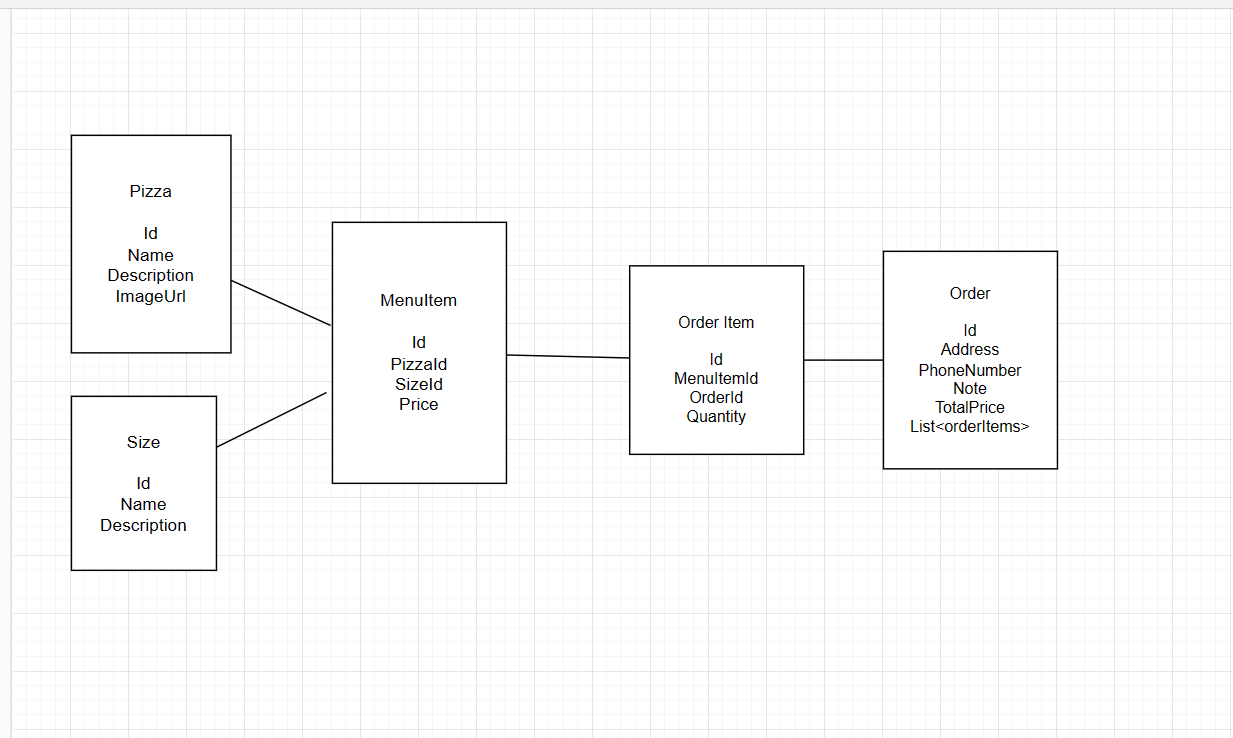 Pizza
Id
Name
Description
ImageUrl
Size
Id
Name
Description
MenuItem
Id
PizzaId
SizeId
Price
Order Item
Id
MenuItemId
OrderId
Quantity
Order
Id
Address
PhoneNumber
Note
TotalPrice
List<orderItems>